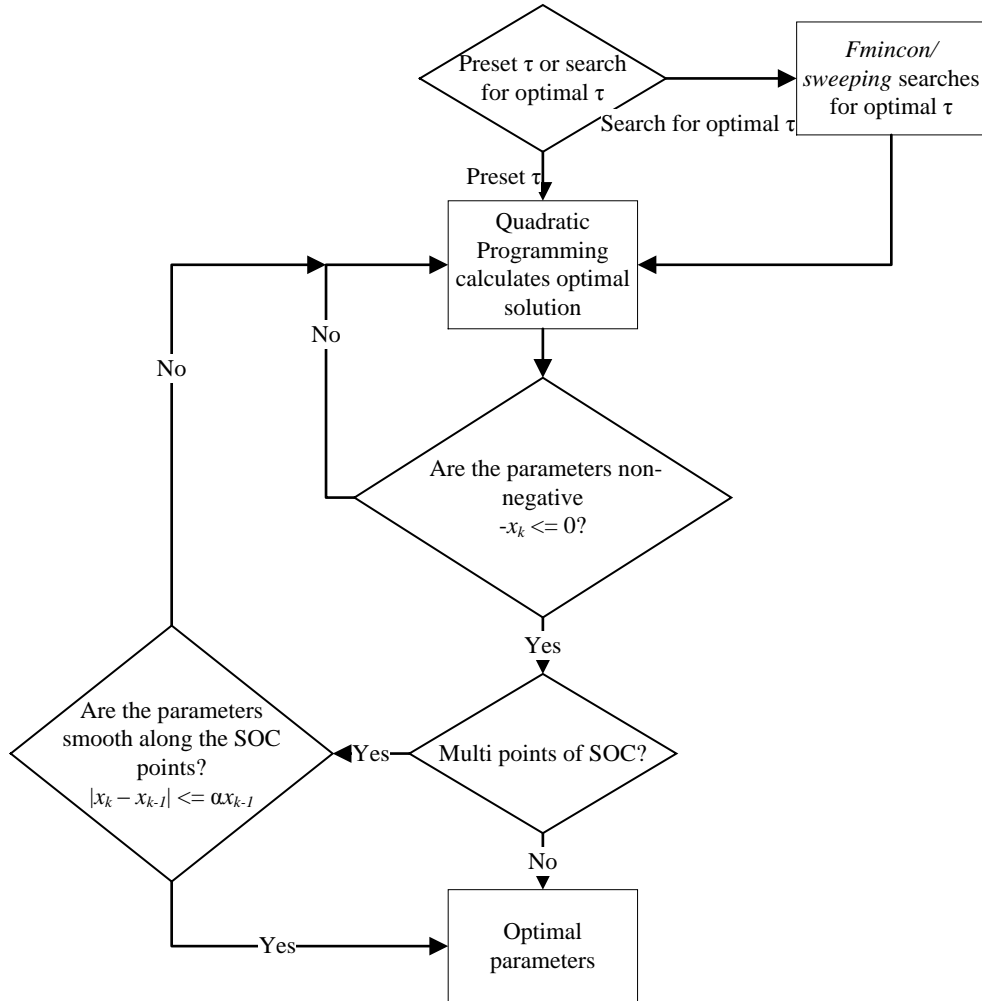 Preset τ or search
for optimal τ
Fmincon/
sweeping searches
for optimal τ
Search for optimal τ
Preset τ
Quadratic
Programming
calculates optimal
solution
No
No
Are the parameters non-
negative
-xk <= 0?
Yes
Are the parameters
smooth along the SOC
points?
|xk – xk-1| <= αxk-1
Yes
Multi points of SOC?
No
Yes
Optimal
parameters